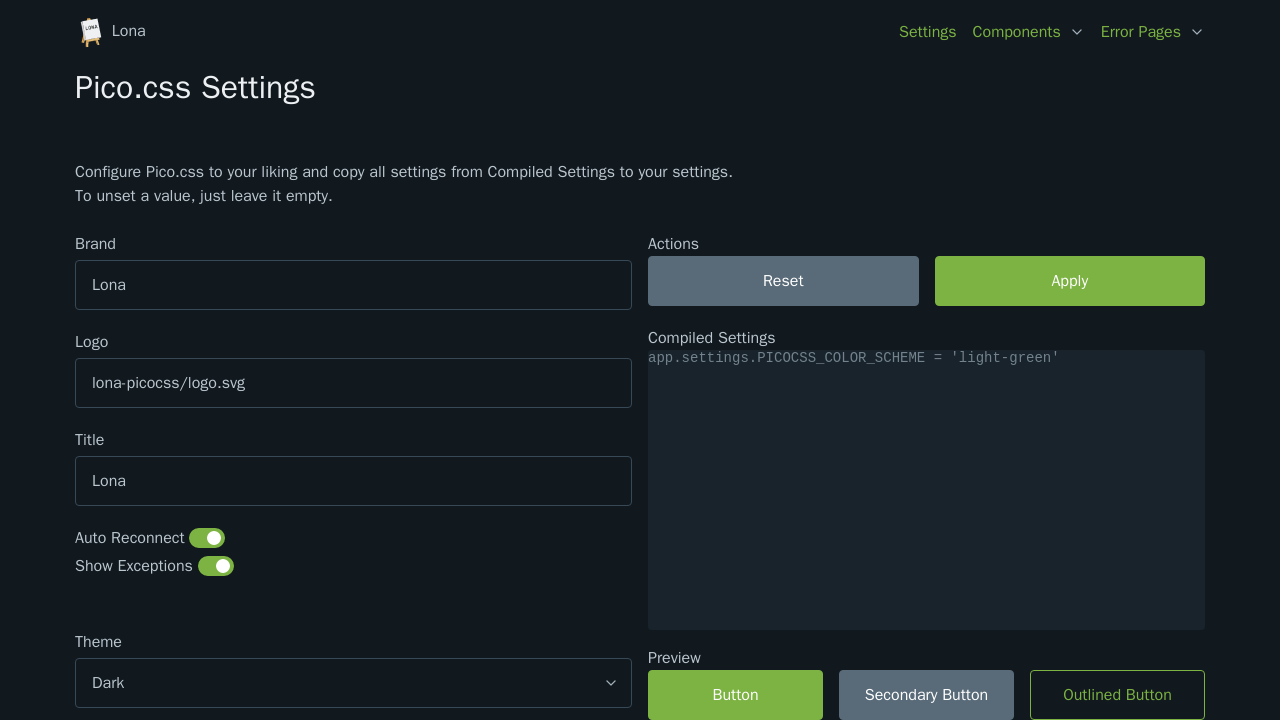 LONA
Lona
Settings
Components
Error Pages
Pico.css Settings
Configure Pico.css to your liking and copy all settings from Compiled Settings to your settings.
To unset a value, just leave it empty.
Brand
Lona
Logo
lona-picocss/logo.svg
Title
Lona
Auto Reconnect
Show Exceptions
Theme
Dark
Actions
Reset
Apply
Compiled Settings
app.settings.PICOCSS_COLOR_SCHEME = 'light-green'
Preview
Button
Secondary Button
Outlined Button